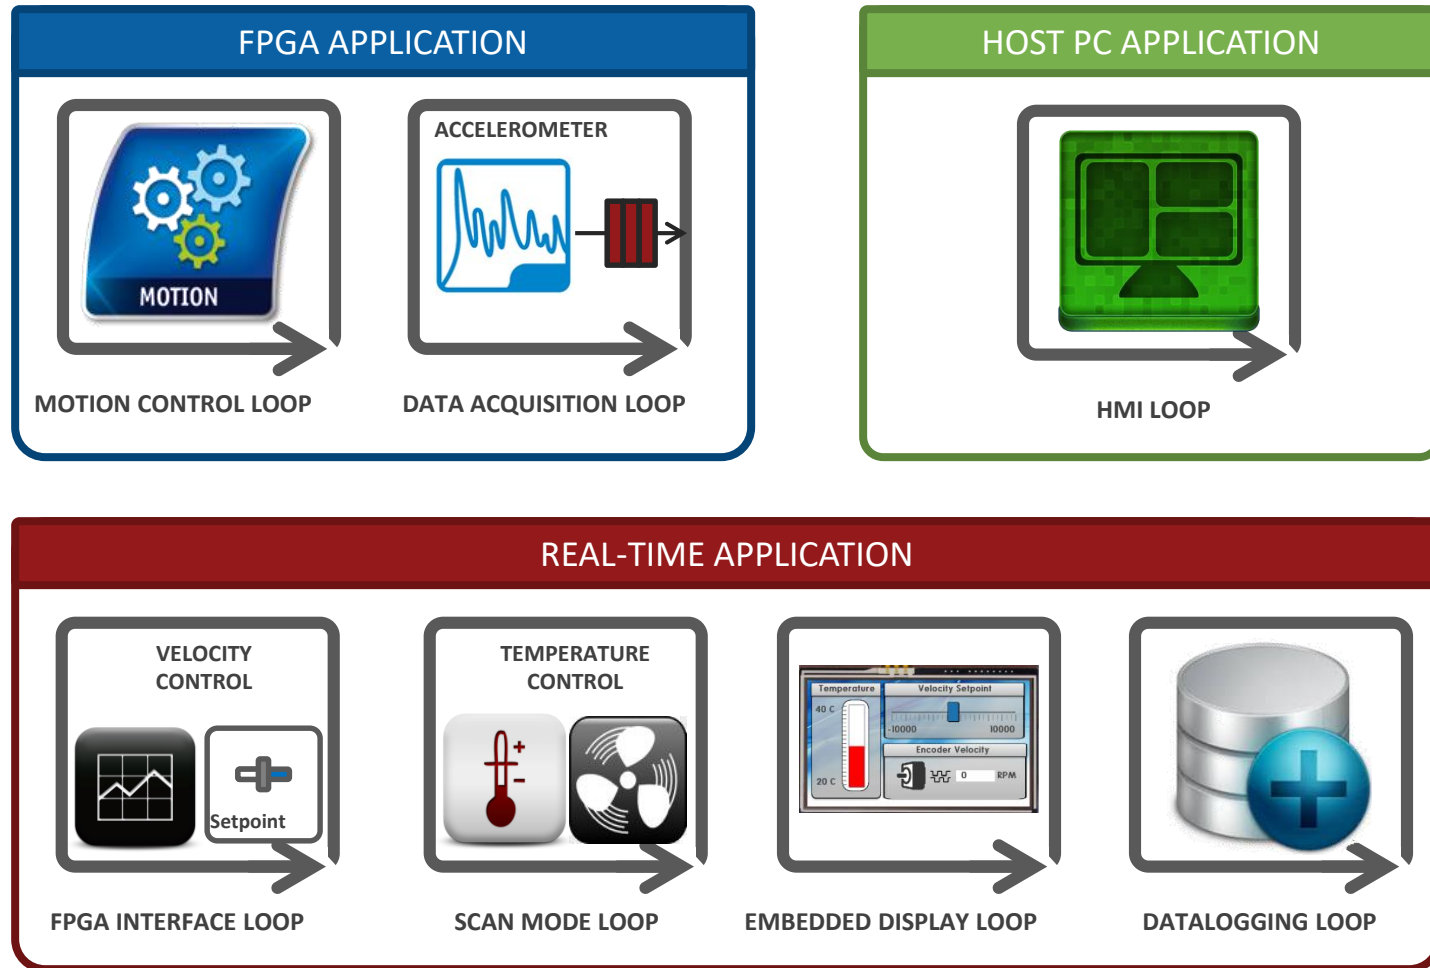 FPGA APPLICATION
HOST PC APPLICATION
ACCELEROMETER
MOTION
MOTION CONTROL LOOP
DATA ACQUISITION LOOP
HMI LOOP
REAL-TIME APPLICATION
VELOCITY
CONTROL
Setpoint
TEMPERATURE
CONTROL
Temperature
40 C
20 C
Velocity Setpoint
-10000 10000
Encoder Velocity
0 RPM
FPGA INTERFACE LOOP
SCAN MODE LOOP
EMBEDDED DISPLAY LOOP
DATALOGGING LOOP